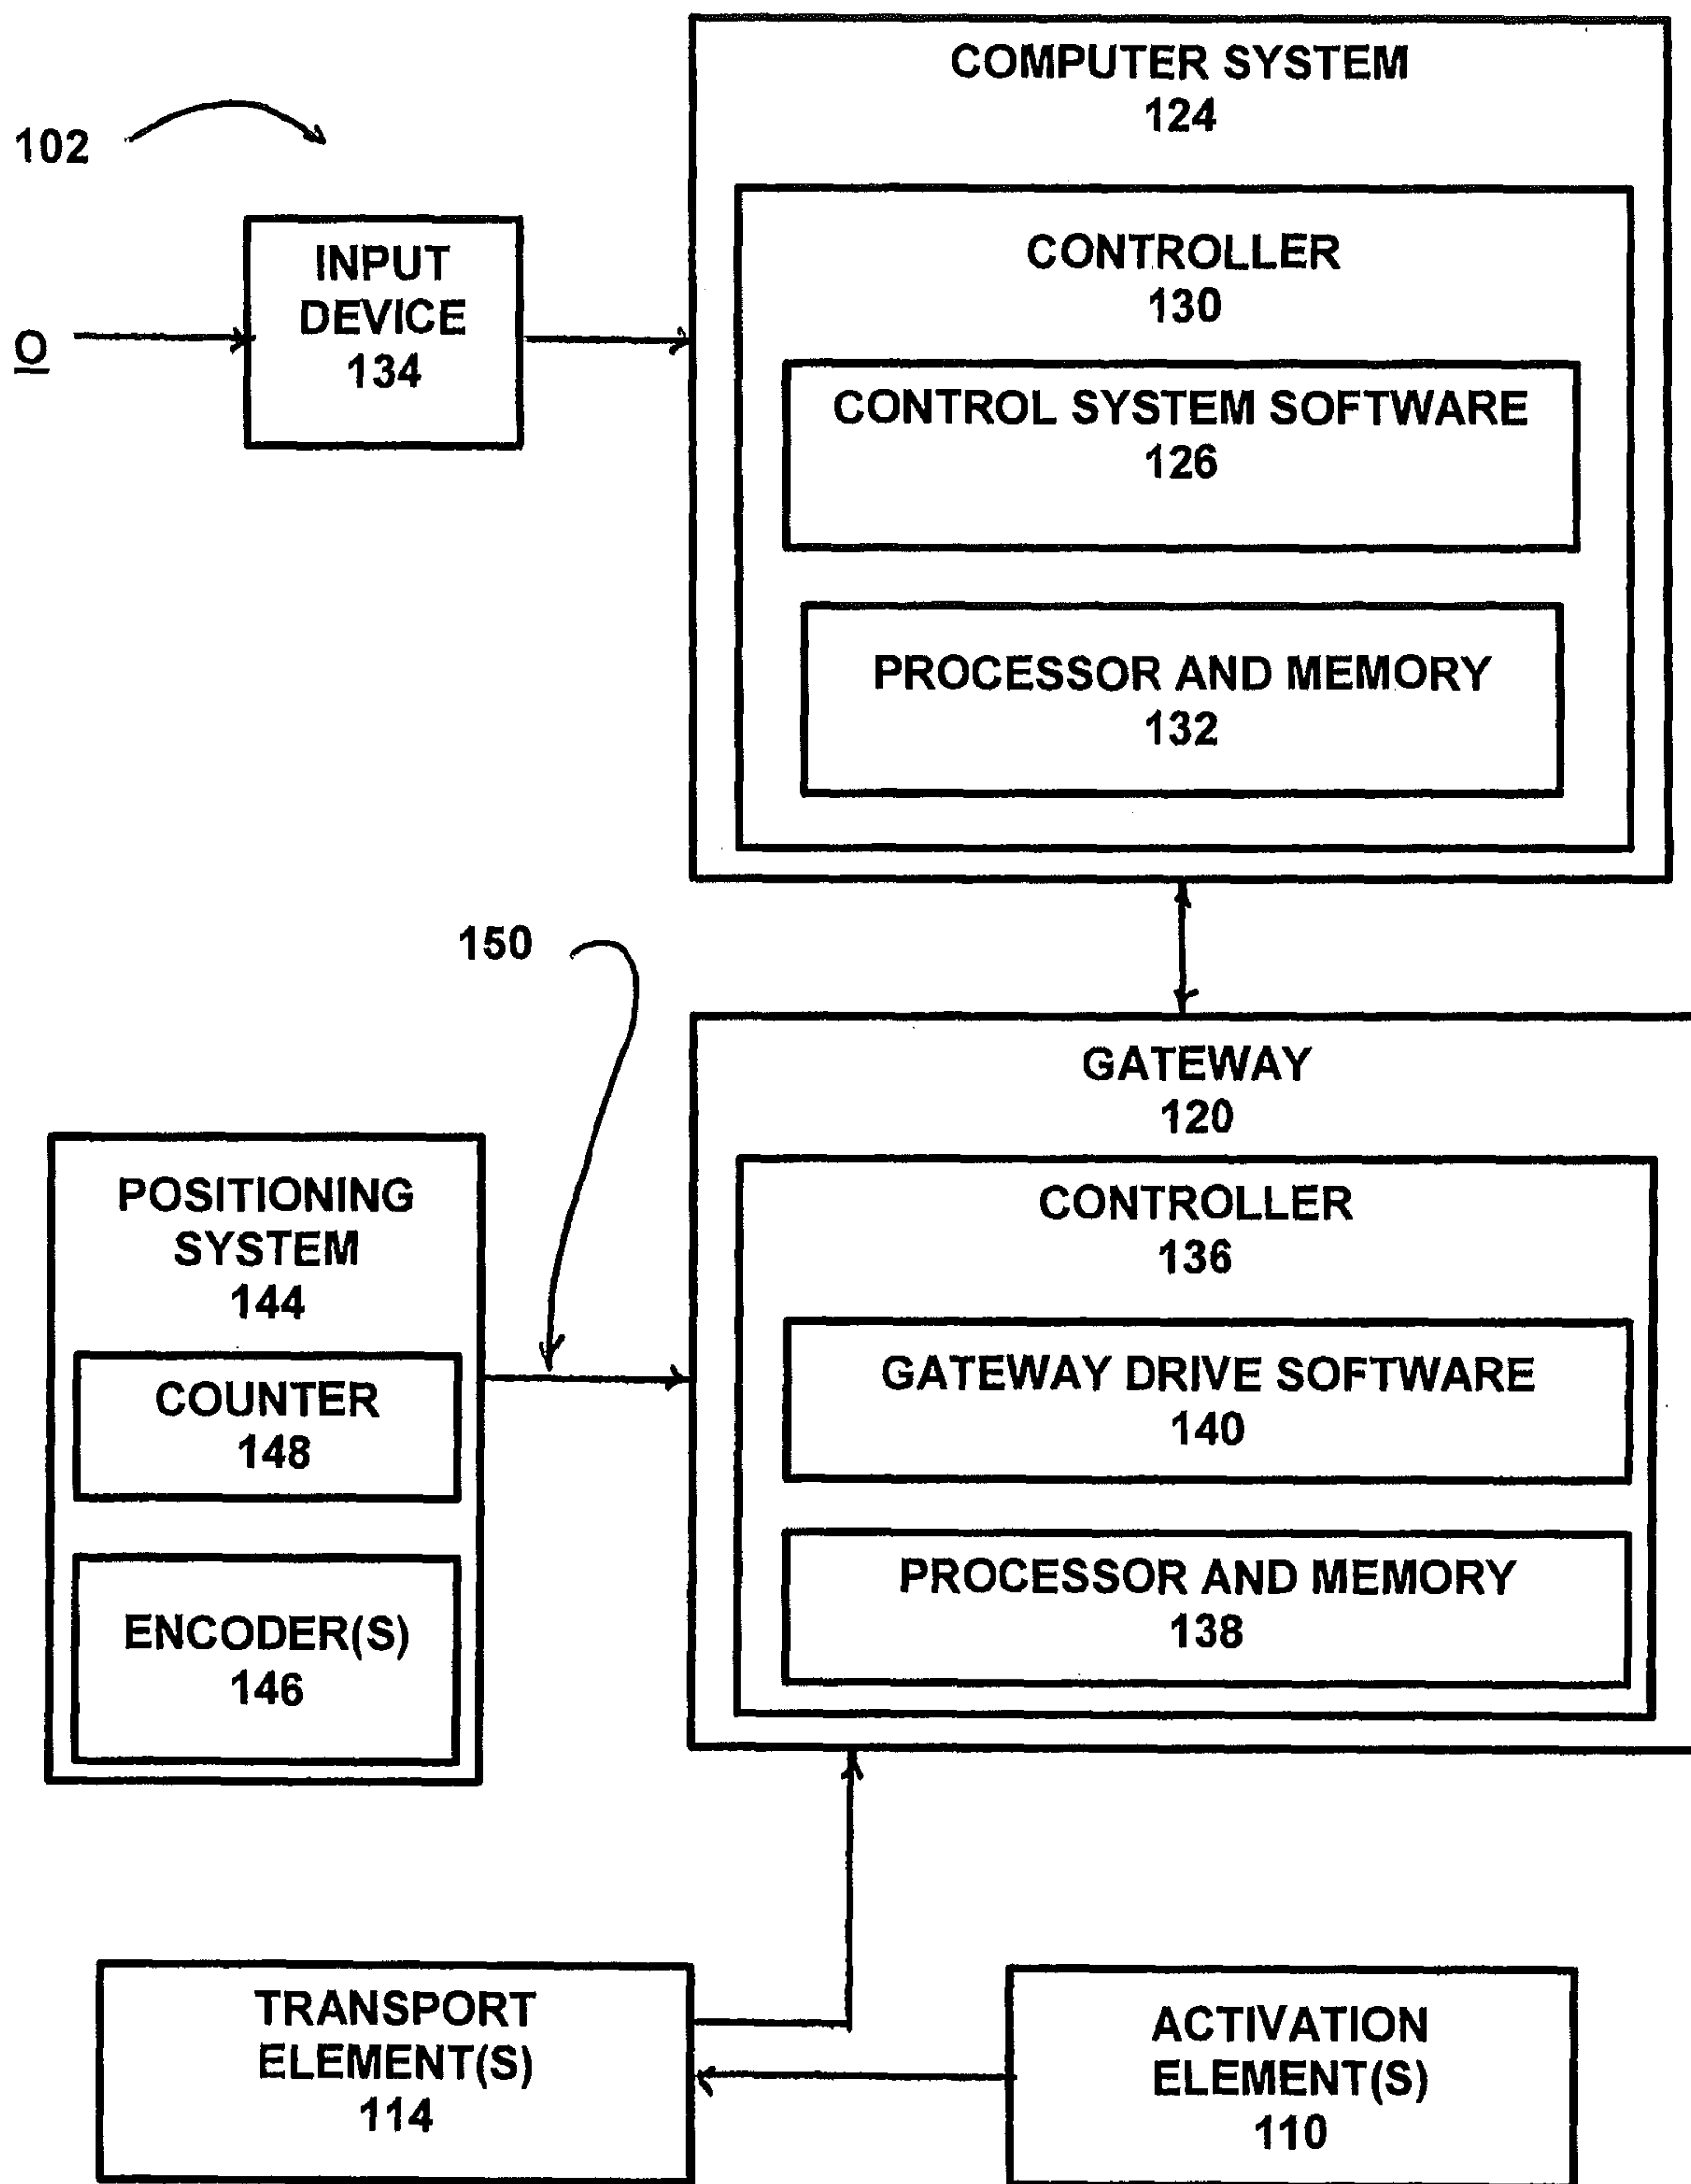 COMPUTER SYSTEM
124
102
CONTROLLER
130
INPUT
DEVICE
134
O
CONTROL SYSTEM SOFTWARE
126
PROCESSOR AND MEMORY
132
150
GATEWAY
120
POSITIONING
SYSTEM
144
CONTROLLER
136
COUNTER
148
GATEWAY DRIVE SOFTWARE
140
ENCODER(S)
146
PROCESSOR AND MEMORY
138
TRANSPORT
ELEMENT(S)
114
ACTIVATION
ELEMENT(S)
110